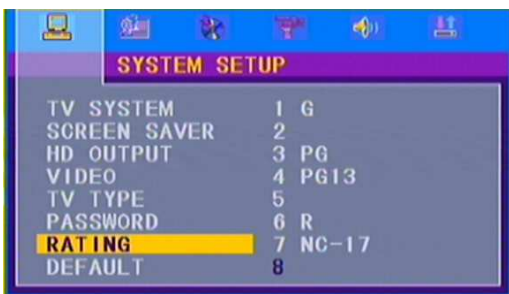 SYSTEM SETUP
TV SYSTEM 1 G
SCREEN SAVER 2
HD OUTPUT 3 PG
VIDEO 4 PG13
TV TYPE 5
PASSWORD 6 R
RATING 7 NC-17
DEFAULT 8